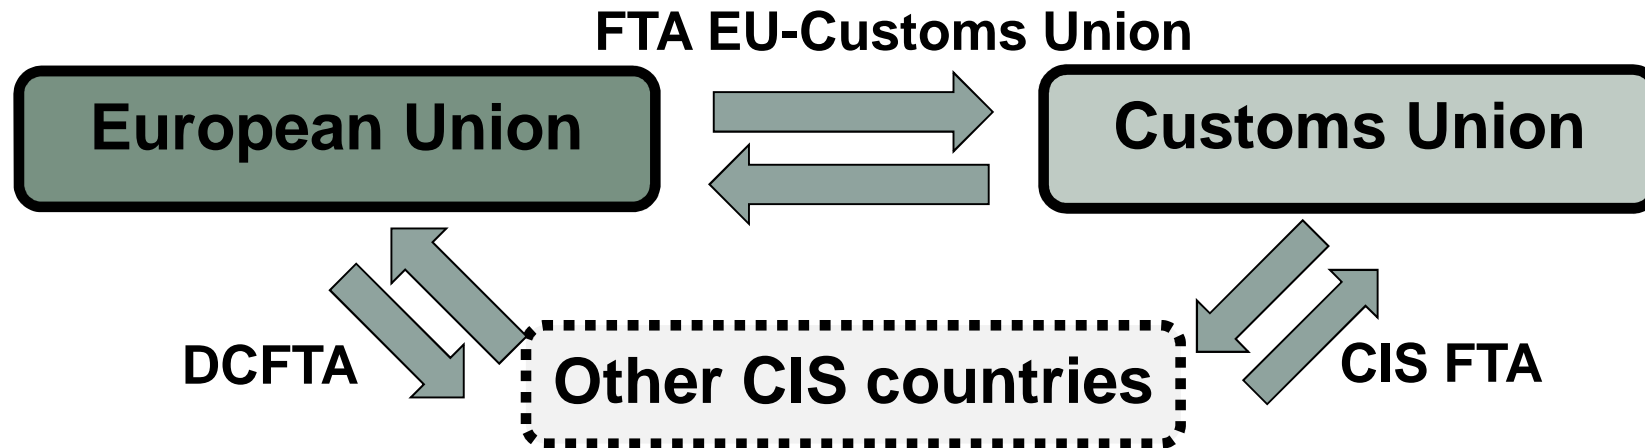 FTA EU-Customs Union
European Union
Customs Union
DCFTA
Other CIS countries
CIS FTA